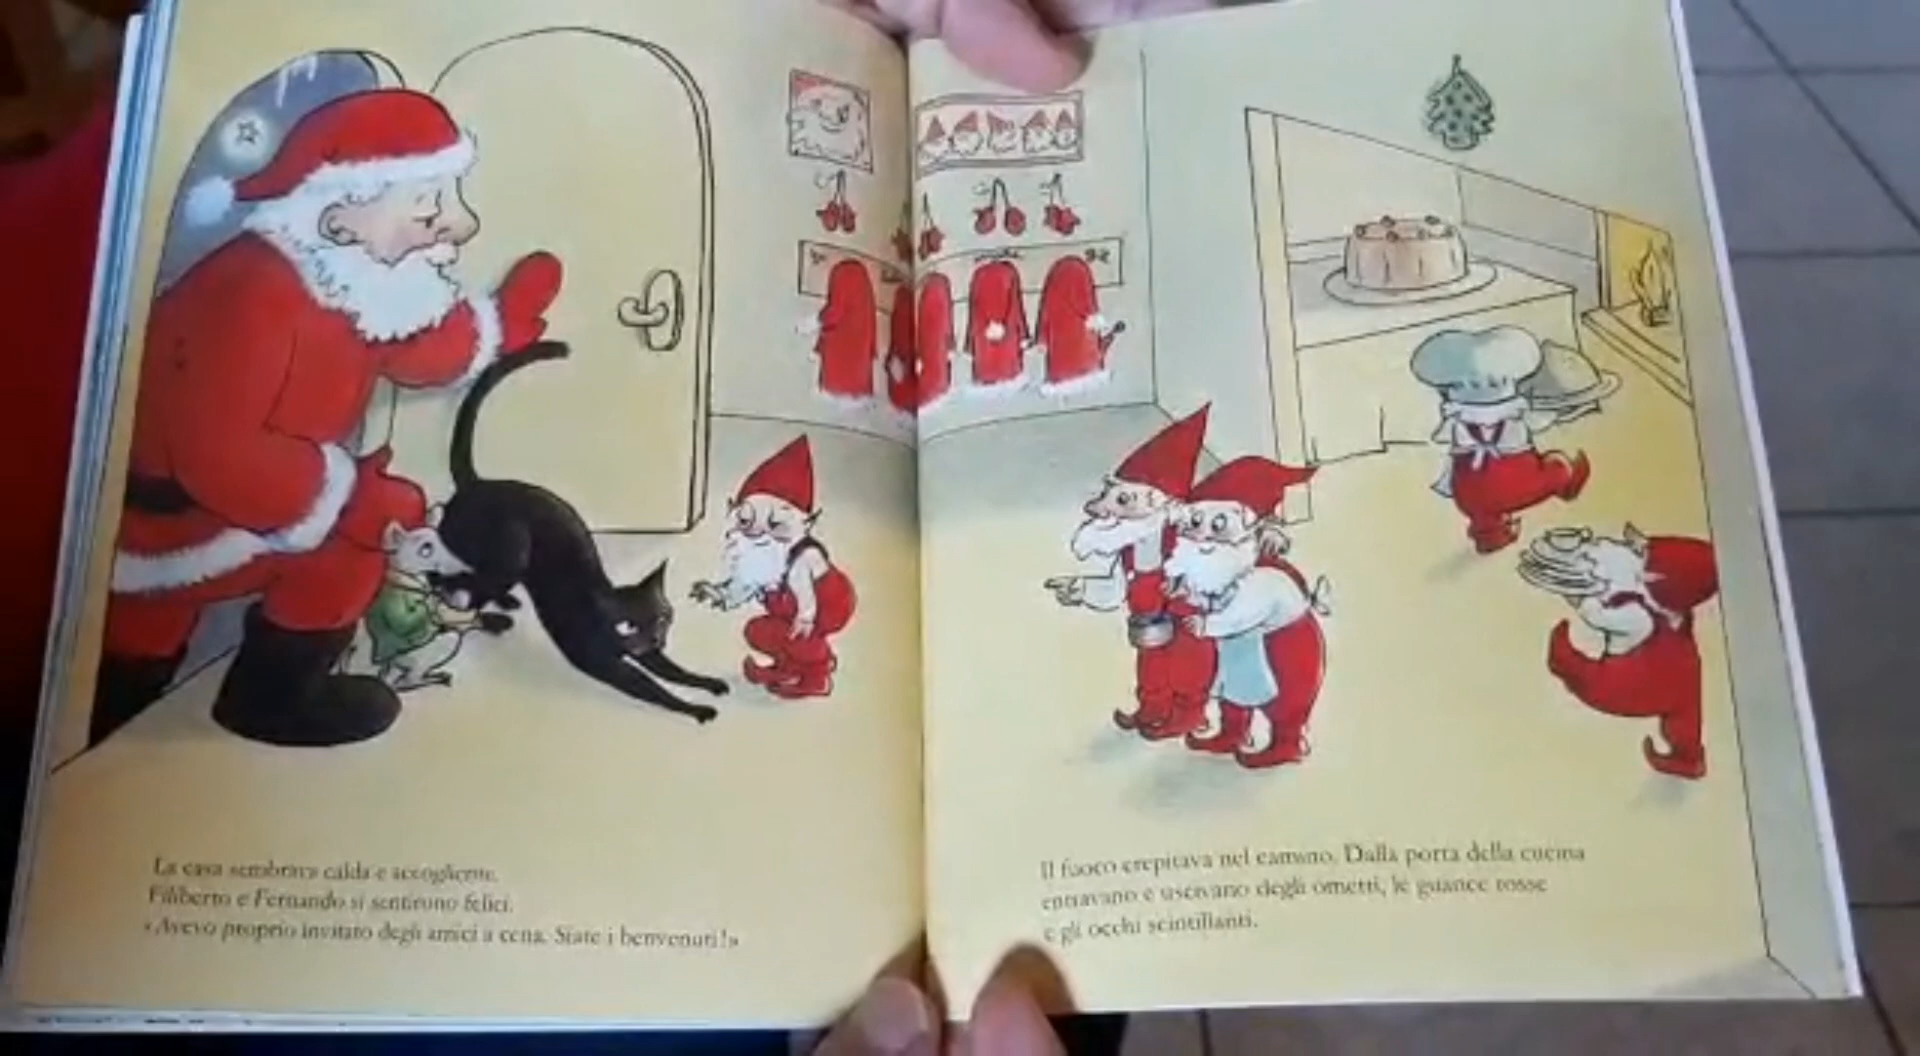 La casa sembrava calda e accogliente.
Filiberto e Fernando si sentirono felici.
«Avevo proprio invitato degli amici a cena. Siate i benvenuti!»
Il fuoco crepitava nel camino. Dalla porta della cucina
entravano e uscivano degli ometti, le guance rosse
e gli occhi scintillanti.